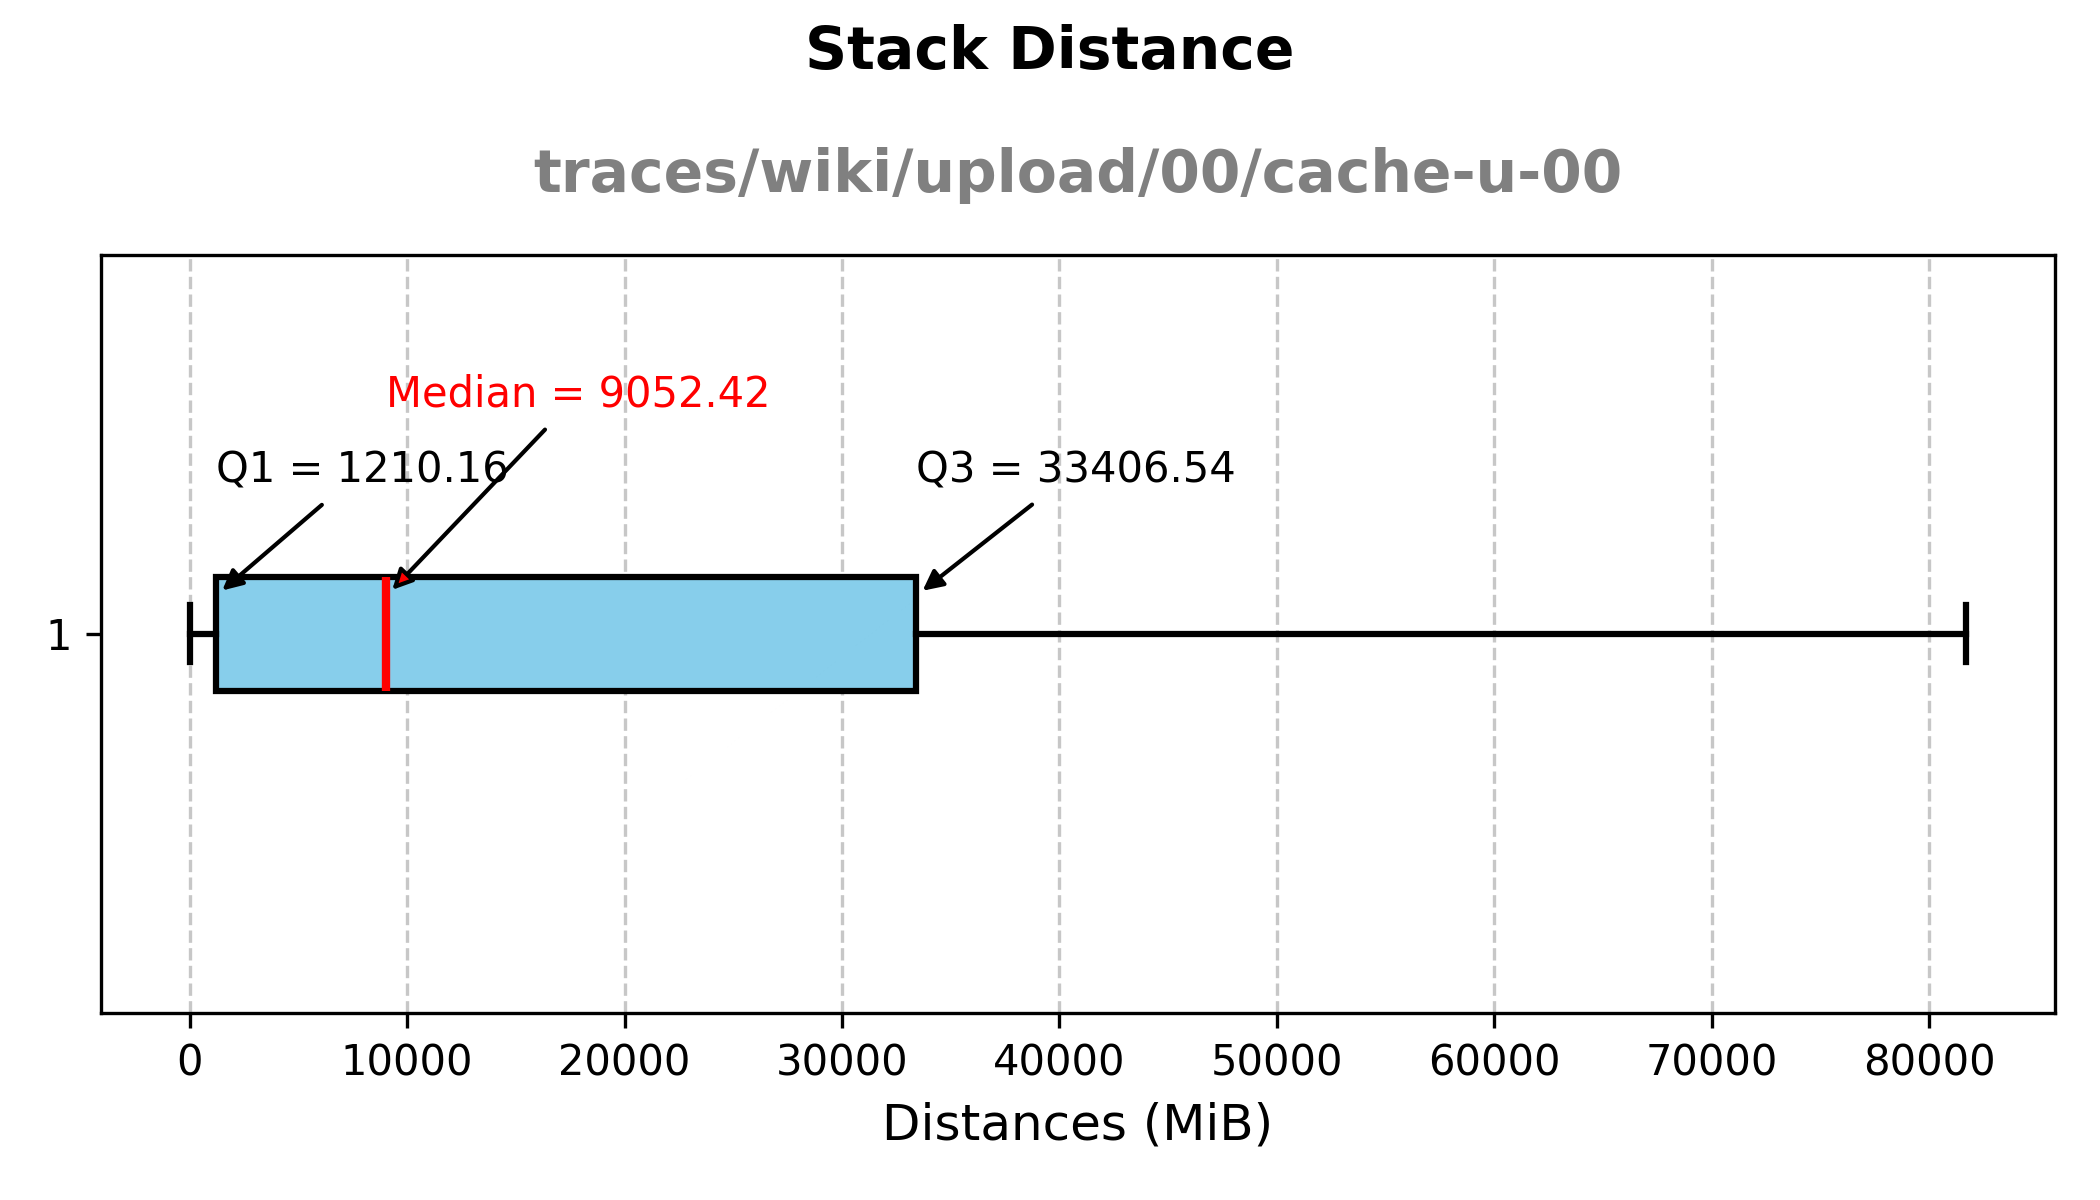 Stack Distance
traces/wiki/upload/00/cache-u-00
Median = 9052.42
Q1 = 1210.16
Q3 = 33406.54
1
0 10000 20000 30000 40000 50000 60000 70000 80000
Distances (MiB)